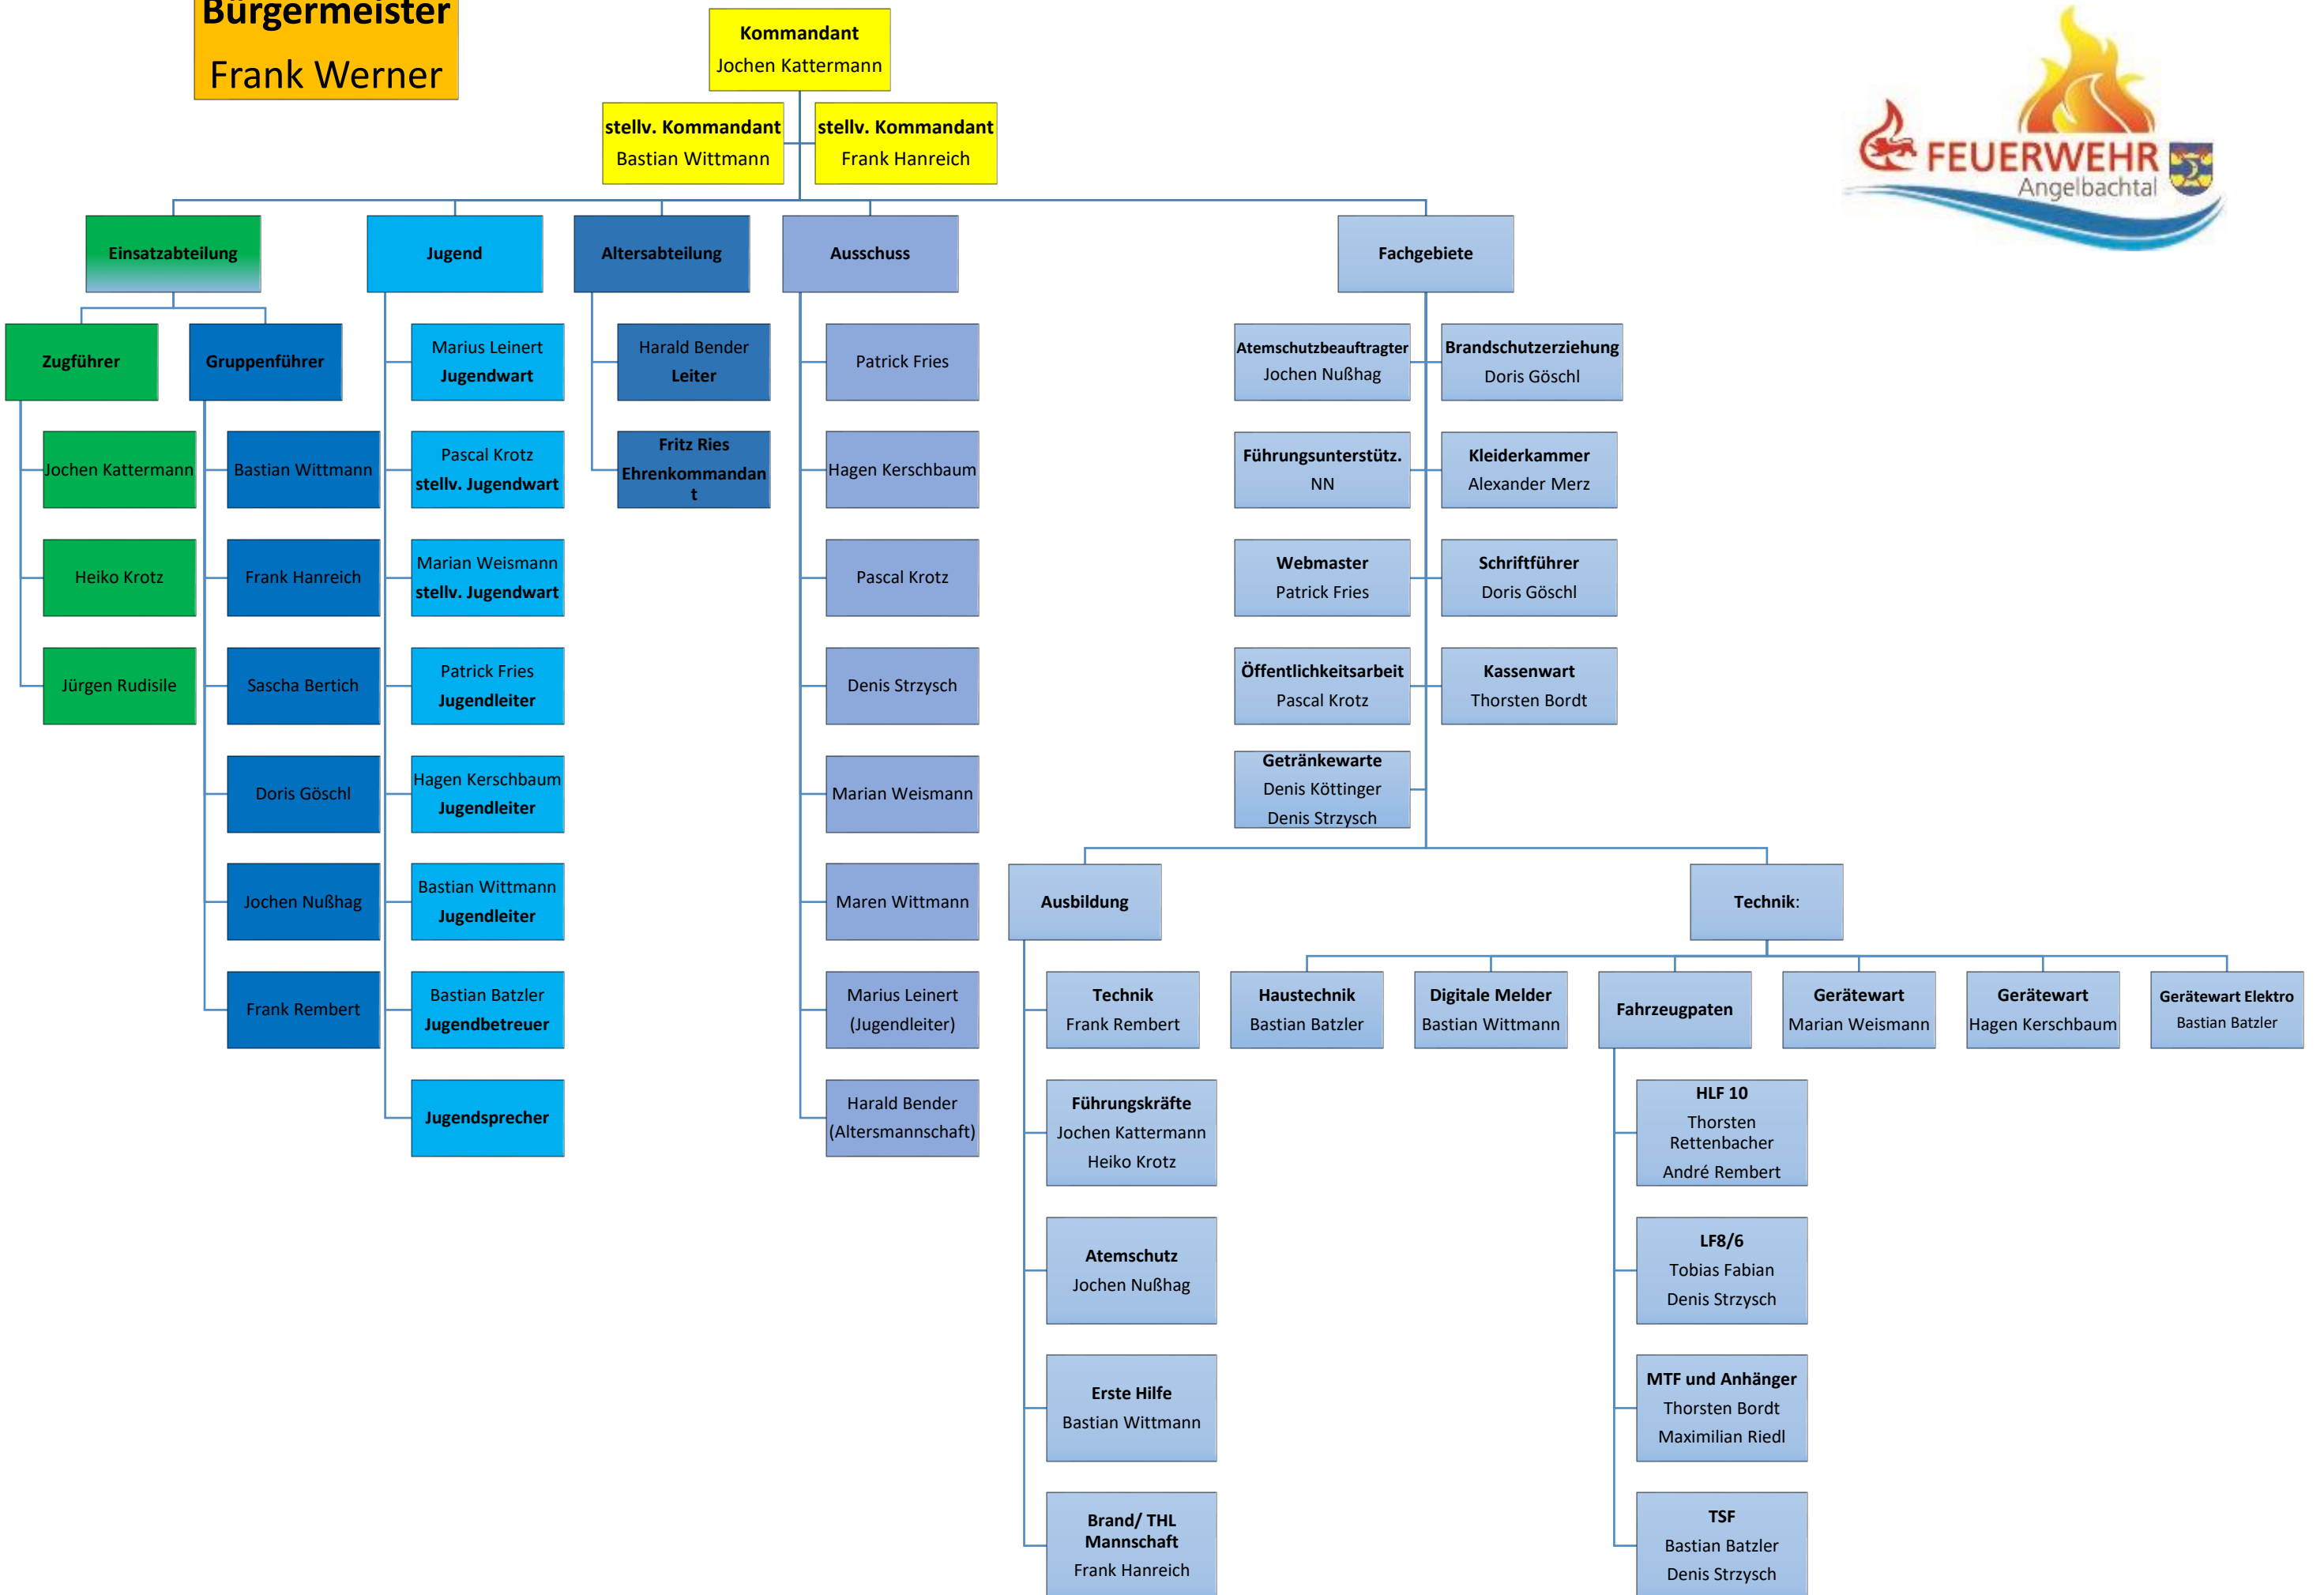 Bürgermeister
Frank Werner
Kommandant
Jochen Kattermann
stellv. Kommandant
Bastian Wittmann
stellv. Kommandant
Frank Hanreich
FEUERWEHR
Angelbachtal
Einsatzabteilung
Zugführer
Jochen Kattermann
Heiko Krotz
Jürgen Rudisile
Gruppenführer
Bastian Wittmann
Frank Hanreich
Sascha Bertich
Doris Göschl
Jochen Nußhag
Frank Rembert
Jugend
Marius Leinert
Jugendwart
Pascal Krotz
stellv. Jugendwart
Marian Weismann
stellv. Jugendwart
Patrick Fries
Jugendleiter
Hagen Kerschbaum
Jugendleiter
Bastian Wittmann
Jugendleiter
Bastian Batzler
Jugendbetreuer
Jugendsprecher
Altersabteilung
Harald Bender
Leiter
Fritz Ries
Ehrenkommandan
t
Ausschuss
Patrick Fries
Hagen Kerschbaum
Pascal Krotz
Denis Strzysch
Marian Weismann
Maren Wittmann
Marius Leinert
(Jugendleiter)
Harald Bender
(Altersmannschaft)
Fachgebiete
Atemschutzbeauftragter
Jochen Nußhag
Brandschutzerziehung
Doris Göschl
Führungsunterstütz.
NN
Kleiderkammer
Alexander Merz
Webmaster
Patrick Fries
Schriftführer
Doris Göschl
Öffentlichkeitsarbeit
Pascal Krotz
Kassenwart
Thorsten Bordt
Getränkewarte
Denis Köttinger
Denis Strzysch
Ausbildung
Technik
Frank Rembert
Führungskräfte
Jochen Kattermann
Heiko Krotz
Atemschutz
Jochen Nußhag
Erste Hilfe
Bastian Wittmann
Brand/ THL
Mannschaft
Frank Hanreich
Technik:
Haustechnik
Bastian Batzler
Digitale Melder
Bastian Wittmann
Fahrzeugpaten
HLF 10
Thorsten
Rettenbacher
André Rembert
LF8/6
Tobias Fabian
Denis Strzysch
MTF und Anhänger
Thorsten Bordt
Maximilian Riedl
TSF
Bastian Batzler
Denis Strzysch
Gerätewart
Marian Weismann
Gerätewart
Hagen Kerschbaum
Gerätewart Elektro
Bastian Batzler